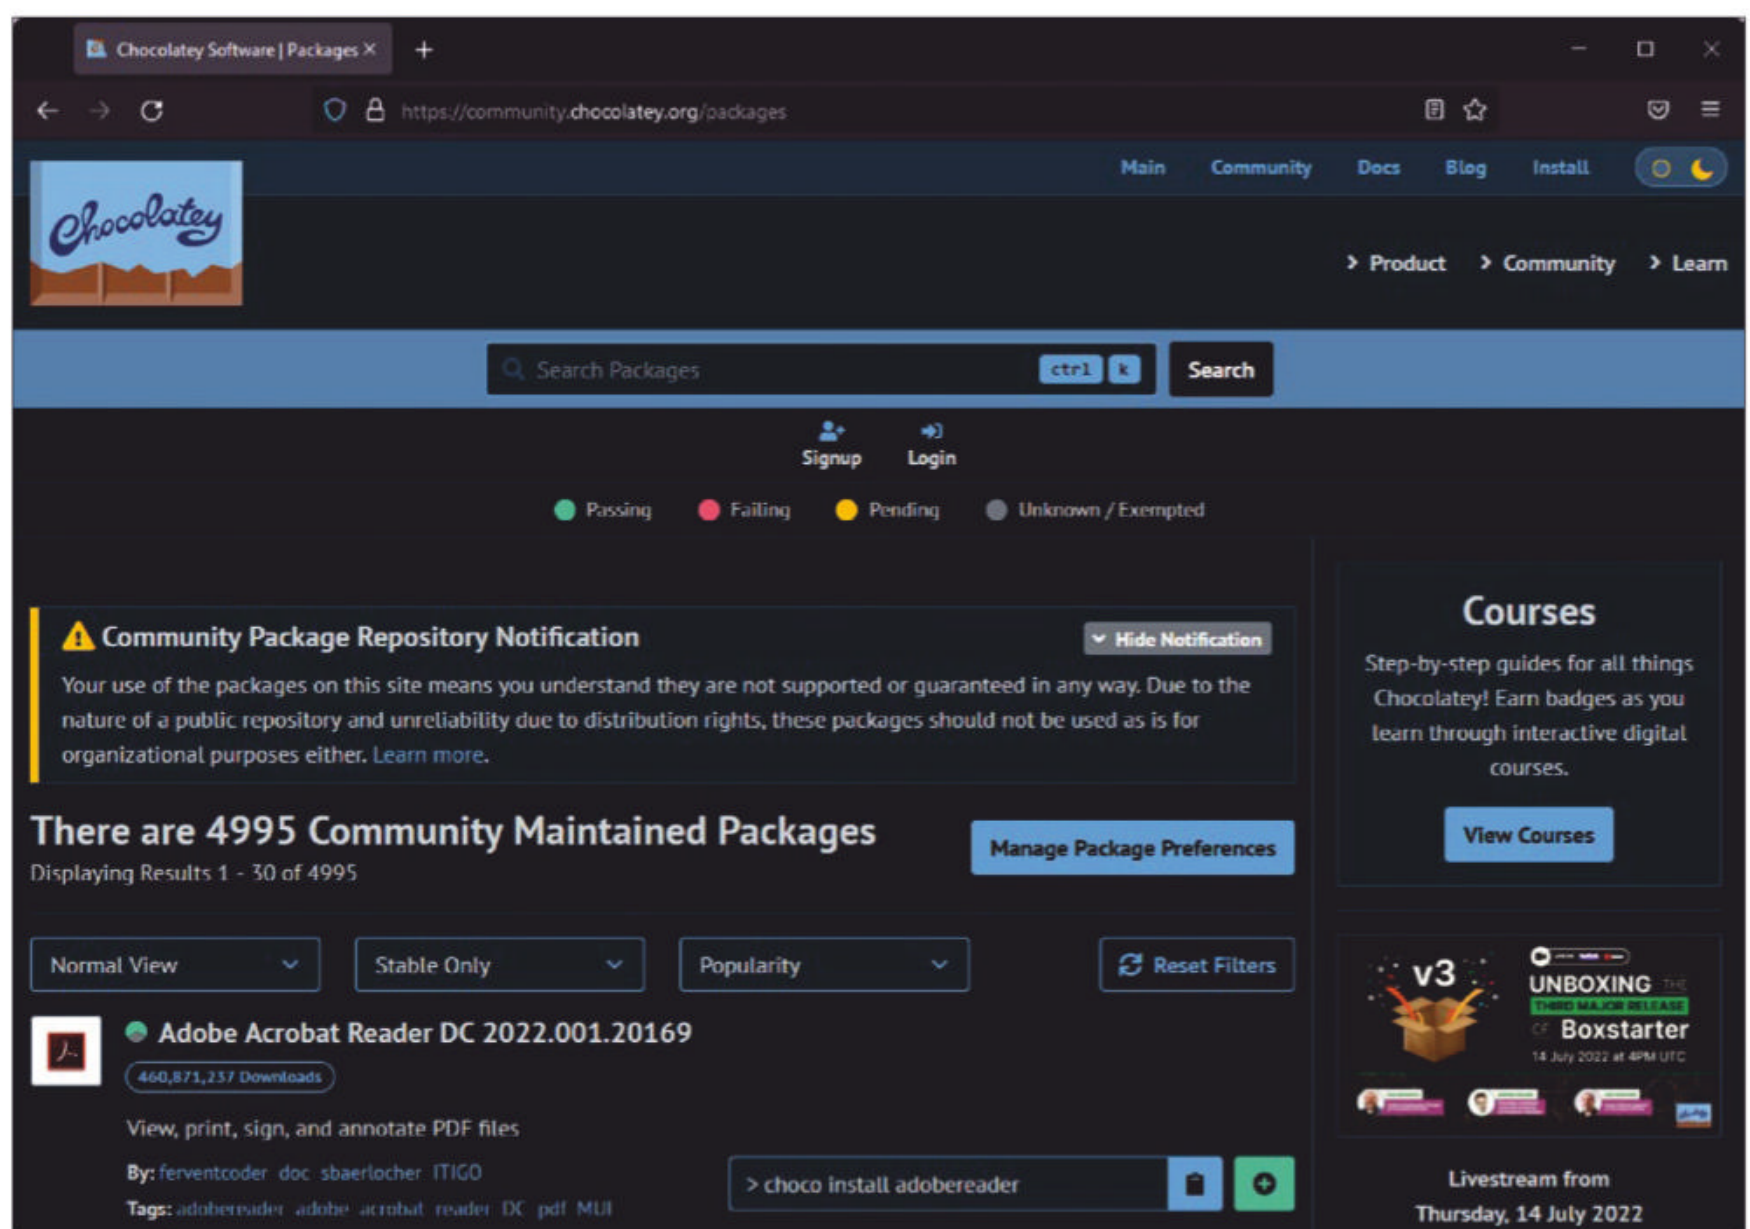 Chocolatey Software | Packages
https://community.chocolatey.org/packages
Main Community Docs Blog Install
Chocolatey
Product Community Learn
Search Packages ctrl k Search
Signup Login
Passing Failing Pending Unknown / Exempted
Community Package Repository Notification
Hide Notification
Your use of the packages on this site means you understand they are not supported or guaranteed in any way. Due to the
nature of a public repository and unreliability due to distribution rights, these packages should not be used as is for
organizational purposes either. Learn more.
There are 4995 Community Maintained Packages
Displaying Results 1 - 30 of 4995
Manage Package Preferences
Normal View Stable Only Popularity Reset Filters
Adobe Acrobat Reader DC 2022.001.20169
460,871,237 Downloads
View, print, sign, and annotate PDF files
By: ferventcoder doc sbaerlocher ITIGO
Tags: adobereader adobe acrobat reader DC pdf MUI
> choco install adobereader
Courses
Step-by-step guides for all things
Chocolatey! Earn badges as you
learn through interactive digital
courses.
View Courses
v3
UNBOXING THE
THIRD MAJOR RELEASE
OF Boxstarter
14 July 2022 at 4PM UTC
Livestream from
Thursday, 14 July 2022